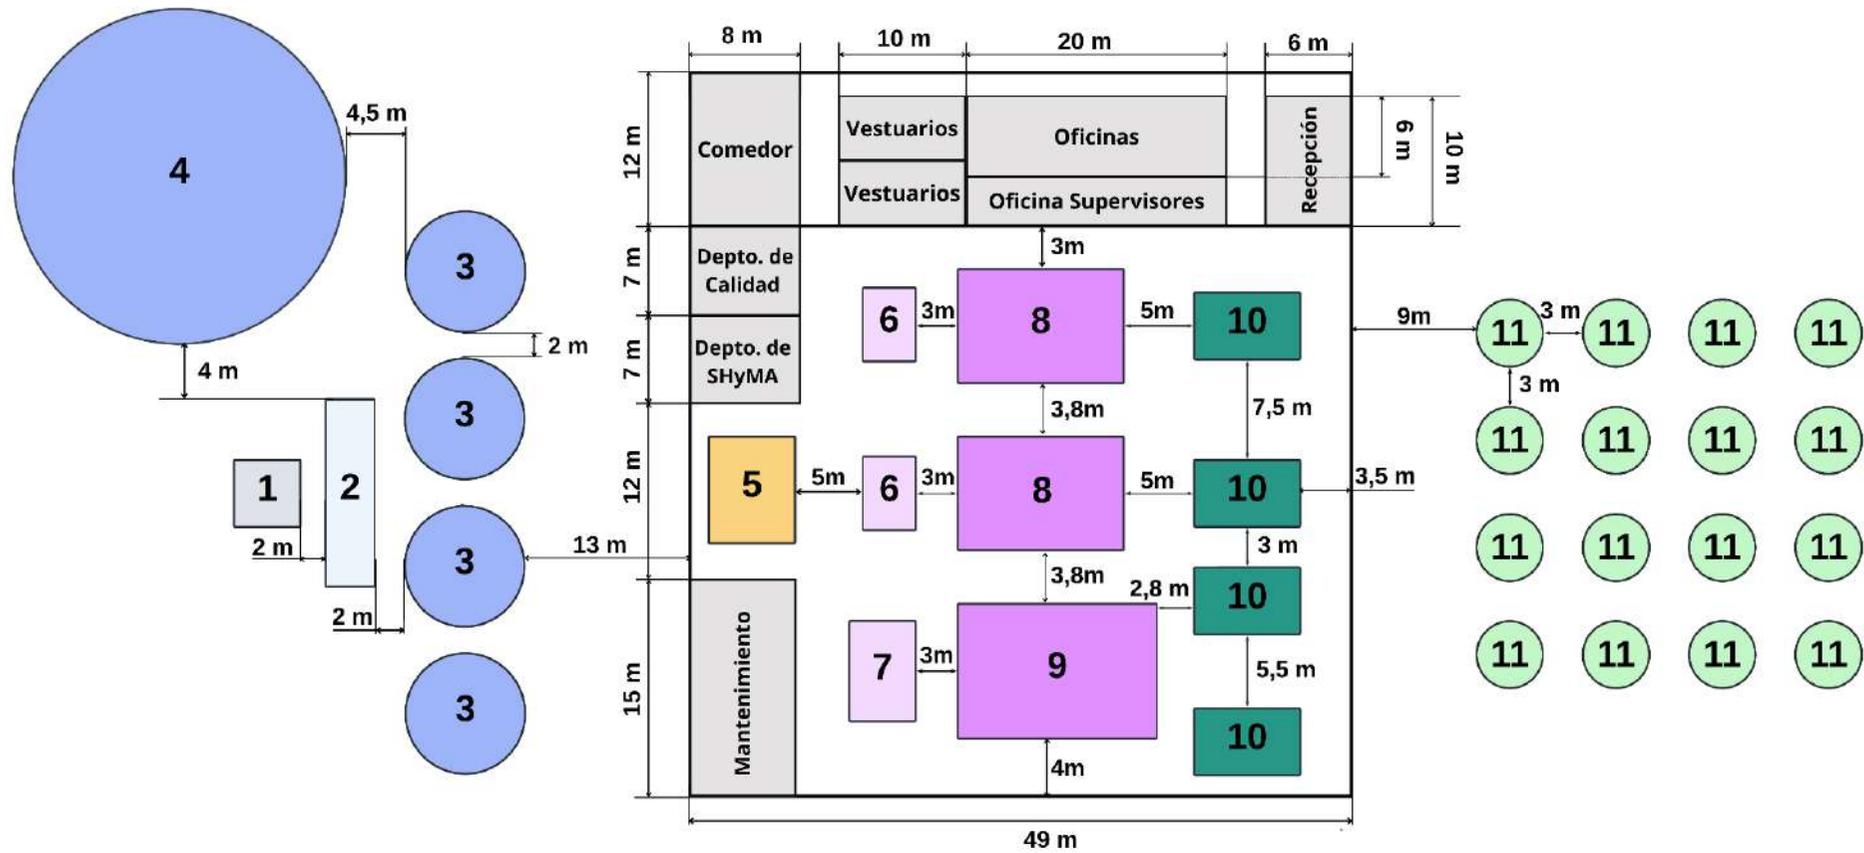 8 m
10 m
20 m
6 m
4
4,5 m
12 m
Comedor
Vestuarios
Vestuarios
Oficinas
Oficina Supervisores
Recepción
6 m
10 m
3
2 m
4 m
3
7 m
Depto. de
Calidad
7 m
Depto. de
SHyMA
3m
6
3m
8
5m
10
9m
11
3 m
11
11
11
3,8m
7,5 m
3 m
11
11
11
11
1
2
2 m
2 m
3
13 m
12 m
5
5m
6
3m
8
5m
10
3,5 m
3 m
11
11
11
11
3,8m
2,8 m
10
3
15 m
Mantenimiento
7
3m
9
5,5 m
10
11
11
11
11
4m
49 m